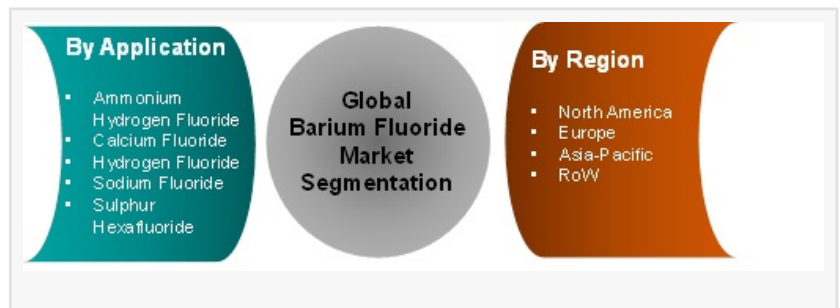 By Application
▪ Ammonium
Hydrogen Fluoride
▪ Calcium Fluoride
▪ Hydrogen Fluoride
▪ Sodium Fluoride
▪ Sulphur
Hexafluoride
Global
Barium Fluoride
Market
Segmentation
By Region
▪ North America
▪ Europe
▪ Asia-Pacific
▪ RoW